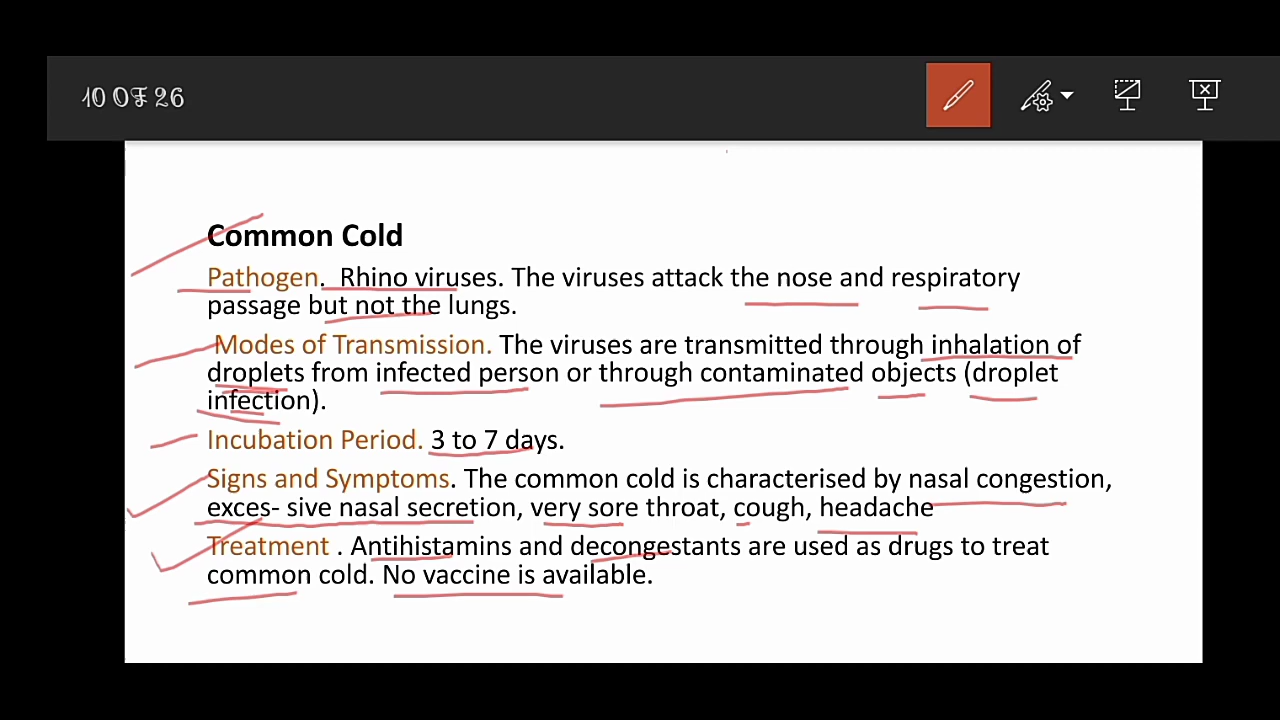 10 OF 26
Common Cold
Pathogen. Rhino viruses. The viruses attack the nose and respiratory
passage but not the lungs.
Modes of Transmission. The viruses are transmitted through inhalation of
droplets from infected person or through contaminated objects (droplet
infection).
Incubation Period. 3 to 7 days.
Signs and Symptoms. The common cold is characterised by nasal congestion,
exces- sive nasal secretion, very sore throat, cough, headache
Treatment . Antihistamins and decongestants are used as drugs to treat
common cold. No vaccine is available.